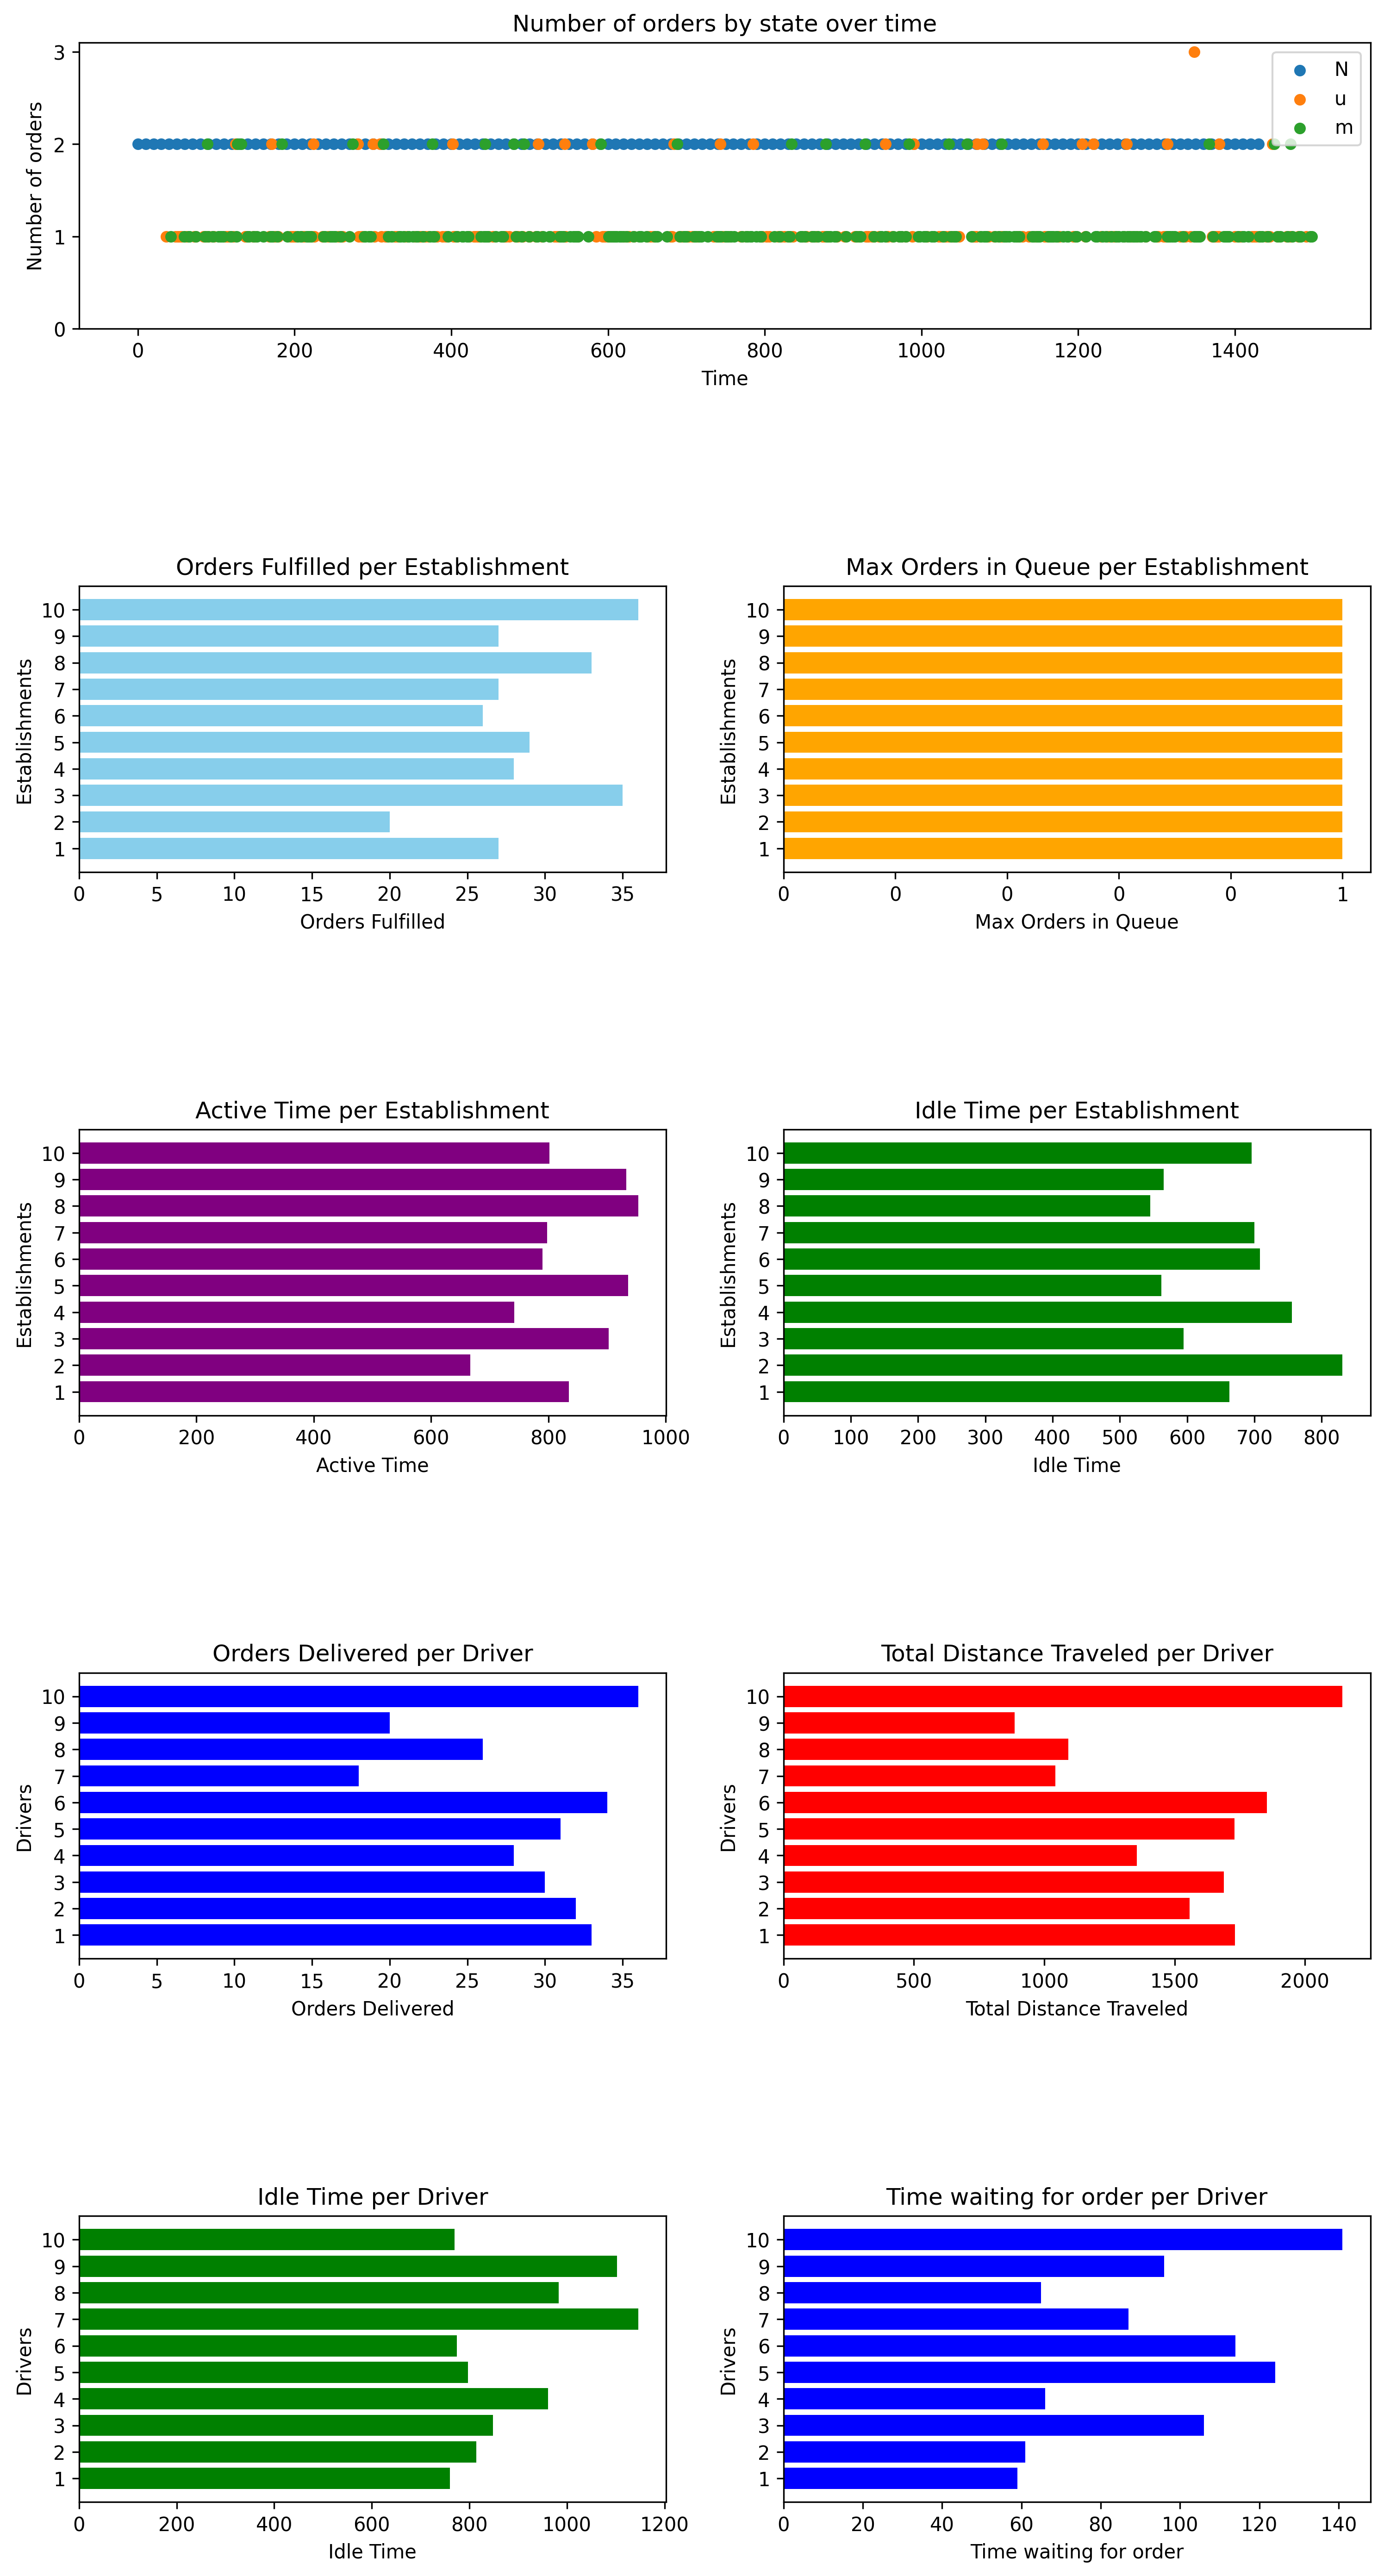 Number of orders by state over time
3
2
1
0
Number of orders
N
u
m
0 200 400 600 800 1000 1200 1400
Time
Orders Fulfilled per Establishment
10
9
8
7
6
5
4
3
2
1
Establishments
0 5 10 15 20 25 30 35
Orders Fulfilled
Max Orders in Queue per Establishment
10
9
8
7
6
5
4
3
2
1
Establishments
0 0 0 0 0 1
Max Orders in Queue
Active Time per Establishment
10
9
8
7
6
5
4
3
2
1
Establishments
0 200 400 600 800 1000
Active Time
Idle Time per Establishment
10
9
8
7
6
5
4
3
2
1
Establishments
0 100 200 300 400 500 600 700 800
Idle Time
Orders Delivered per Driver
10
9
8
7
6
5
4
3
2
1
Drivers
0 5 10 15 20 25 30 35
Orders Delivered
Total Distance Traveled per Driver
10
9
8
7
6
5
4
3
2
1
Drivers
0 500 1000 1500 2000
Total Distance Traveled
Idle Time per Driver
10
9
8
7
6
5
4
3
2
1
Drivers
0 200 400 600 800 1000 1200
Idle Time
Time waiting for order per Driver
10
9
8
7
6
5
4
3
2
1
Drivers
0 20 40 60 80 100 120 140
Time waiting for order